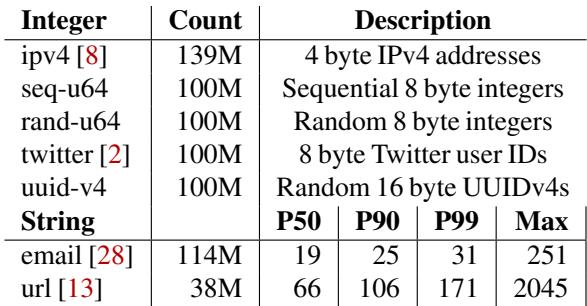 Integer Count Description
ipv4 [8] 139M 4 byte IPv4 addresses
seq-u64 100M Sequential 8 byte integers
rand-u64 100M Random 8 byte integers
twitter [2] 100M 8 byte Twitter user IDs
uuid-v4 100M Random 16 byte UUIDv4s
String P50 P90 P99 Max
email [28] 114M 19 25 31 251
url [13] 38M 66 106 171 2045